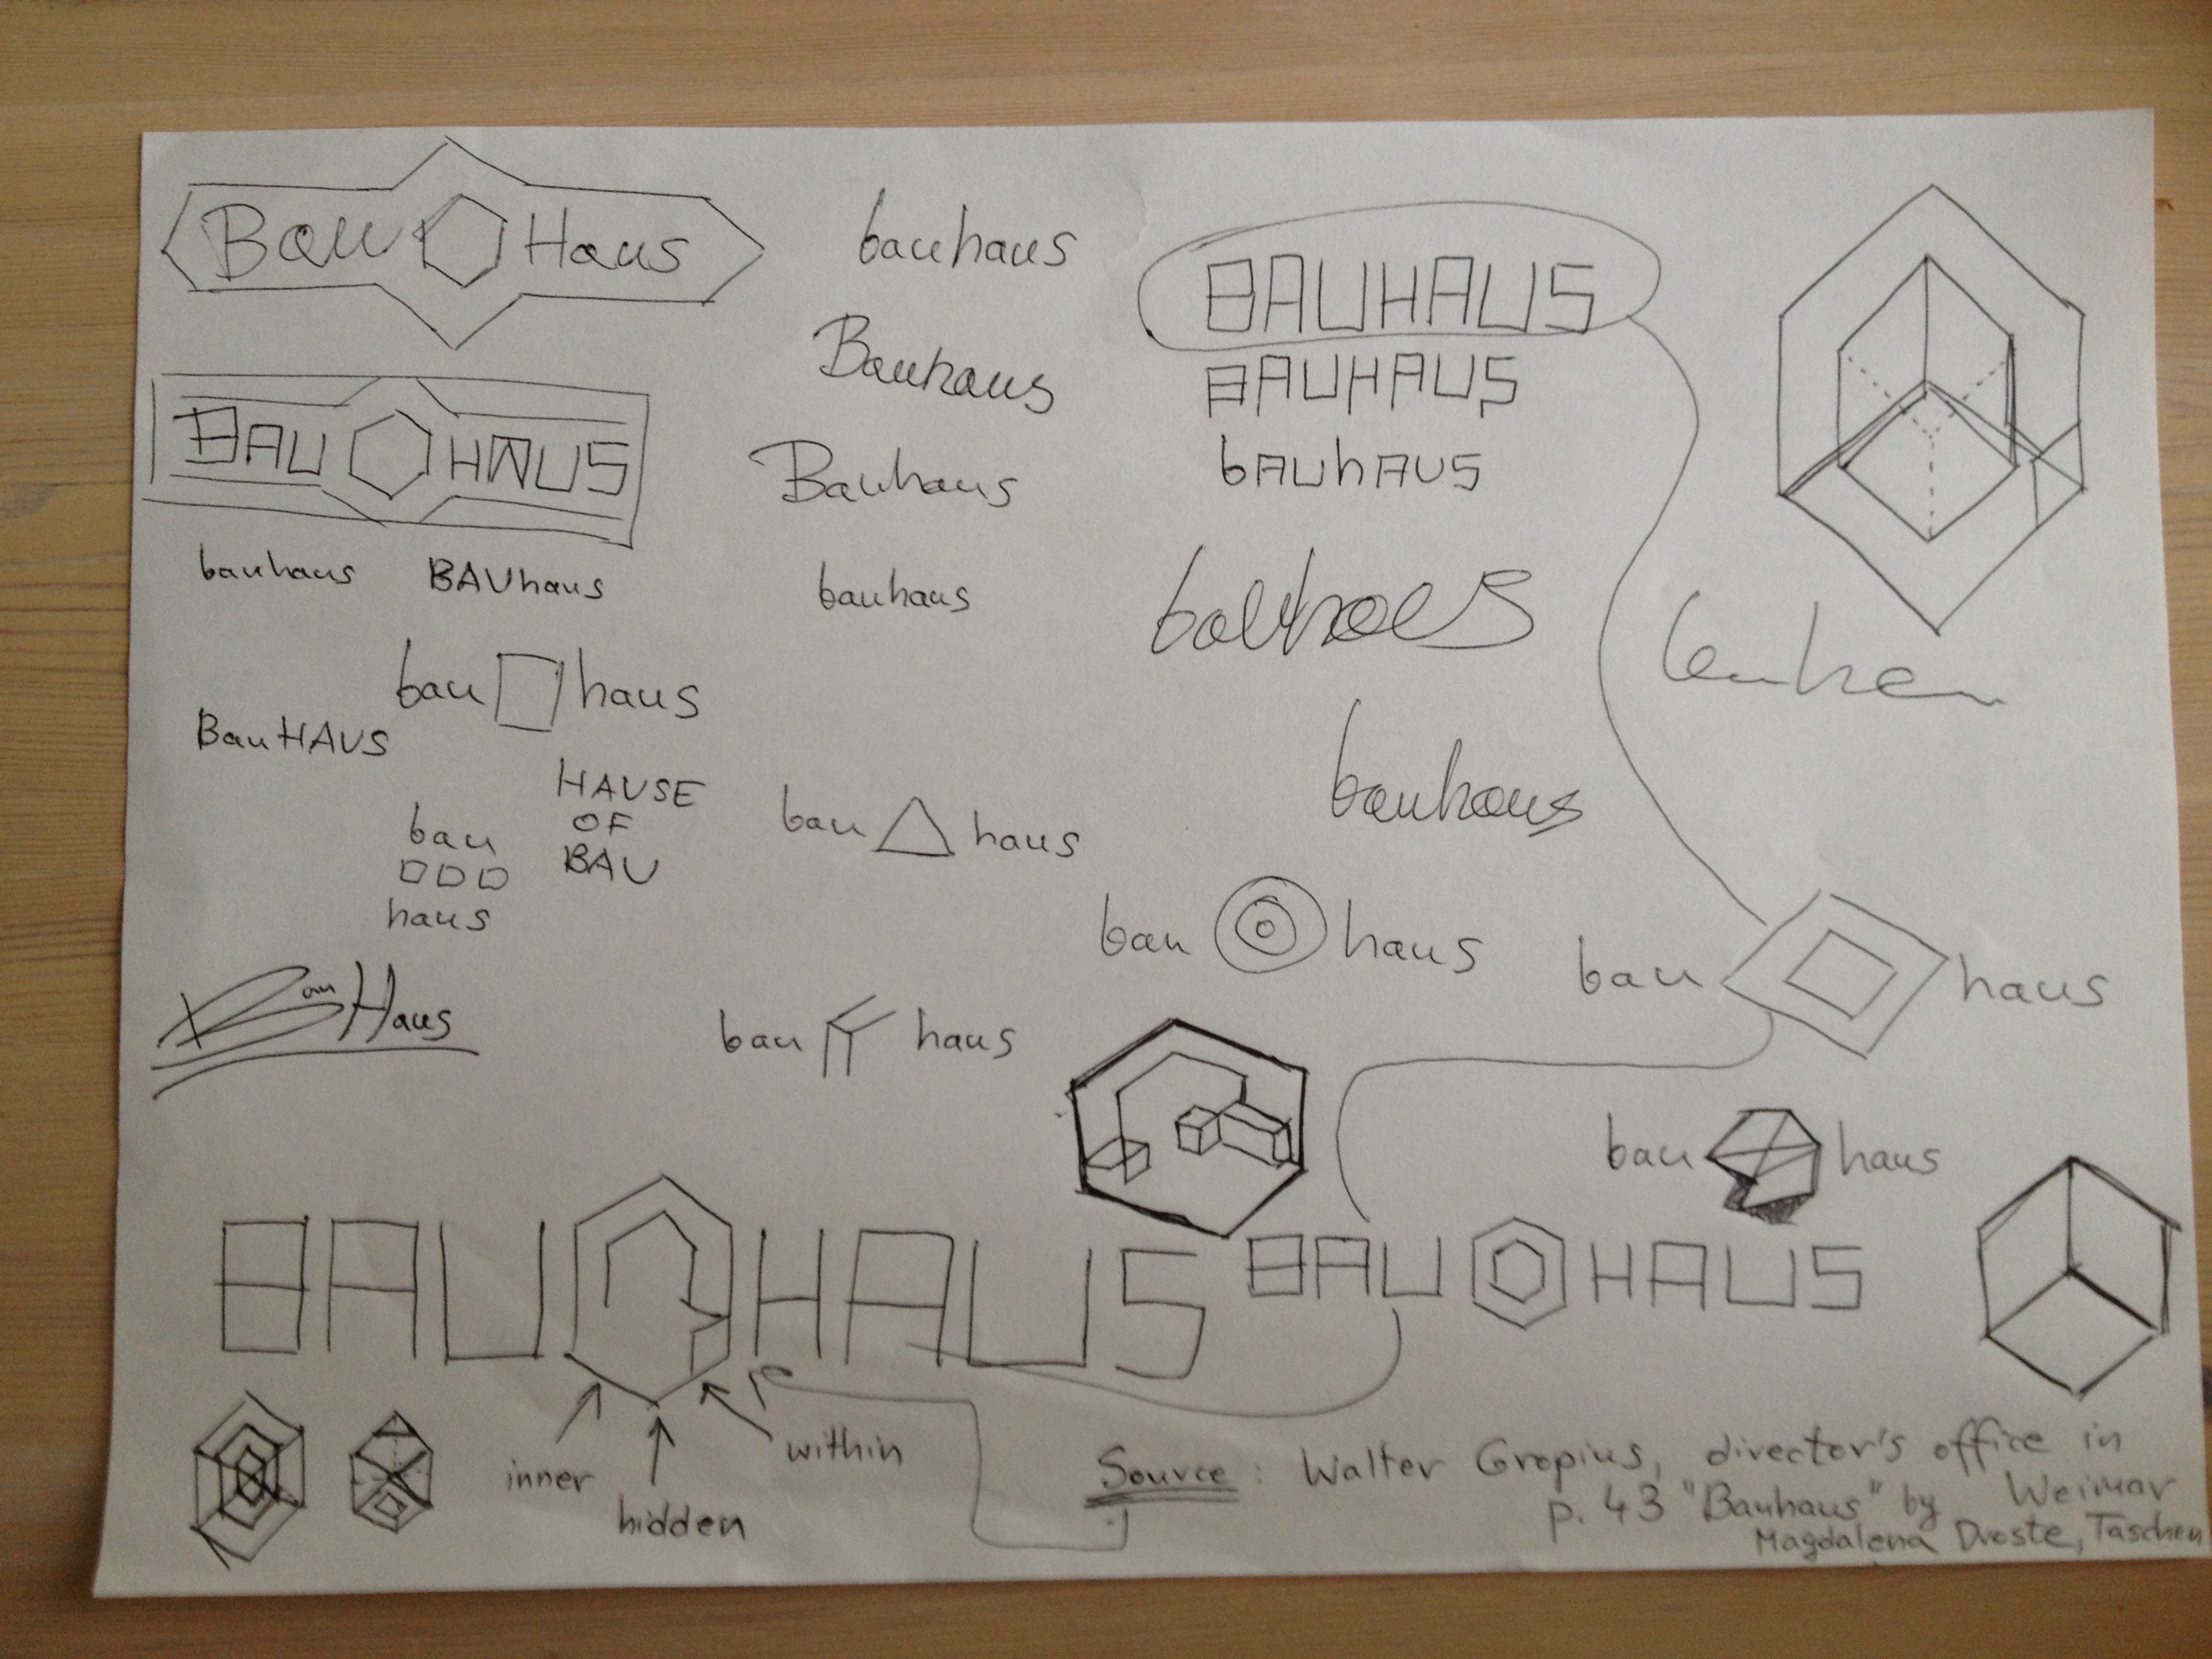 Bau Haus
bauhaus
BAUHAUS
Bauhaus
BAUHAUS
BAU HAUS
Bauhaus
bAUhAUS
bauhaus BAUhaus
bauhaus
bauhaus
bau haus
BauHAUS
bauhaus
HAUSE
OF
BAU
bau
haus
bau haus
bau haus
bau haus
Bau Haus
bau haus
bau haus
BAU HAUS
BAU HAUS
inner
hidden
within
Source: Walter Gropius, director's office in
Weimar
p. 43 "Bauhaus" by
Magdalena Droste, Taschen